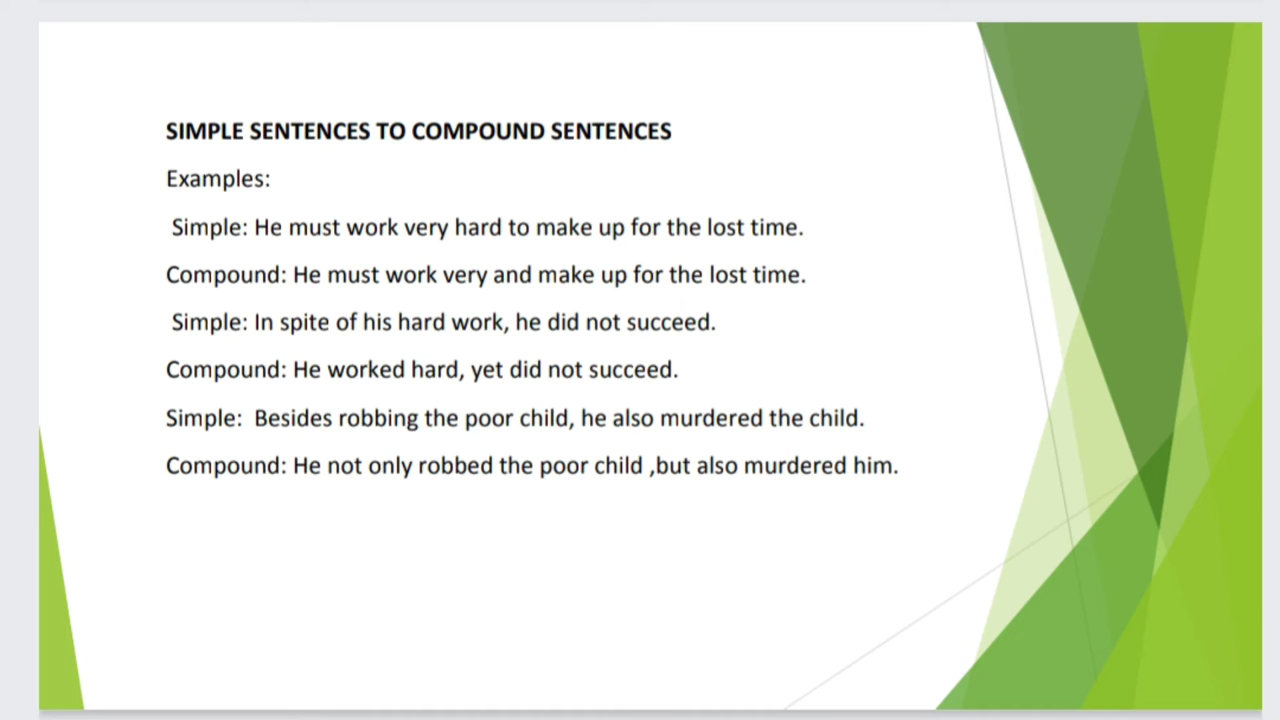 SIMPLE SENTENCES TO COMPOUND SENTENCES
Examples:
Simple: He must work very hard to make up for the lost time.
Compound: He must work very and make up for the lost time.
Simple: In spite of his hard work, he did not succeed.
Compound: He worked hard, yet did not succeed.
Simple:  Besides robbing the poor child, he also murdered the child.
Compound: He not only robbed the poor child ,but also murdered him.